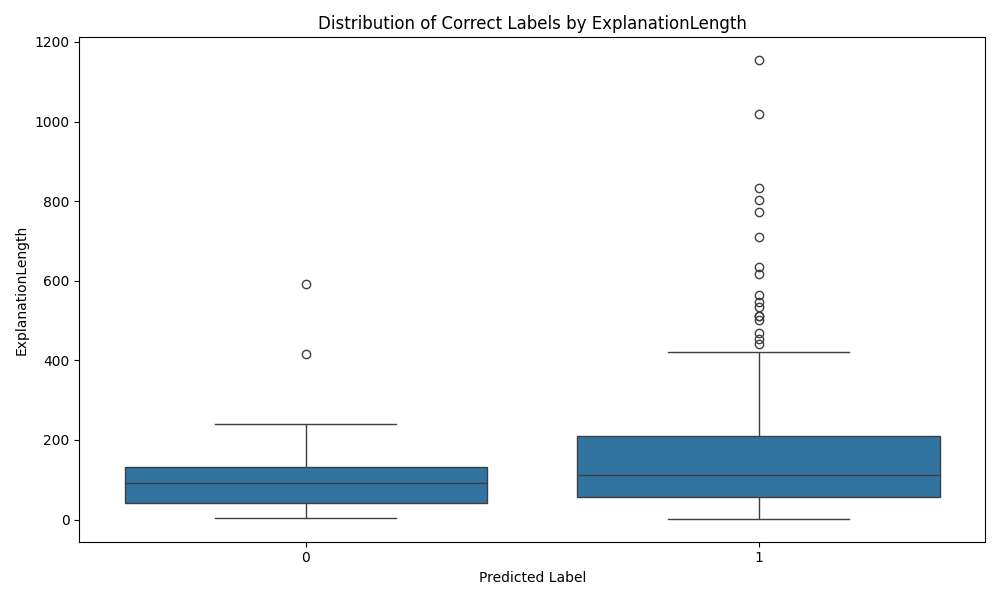 Distribution of Correct Labels by ExplanationLength
1200
1000
800
600
400
200
0
ExplanationLength
0 1
Predicted Label